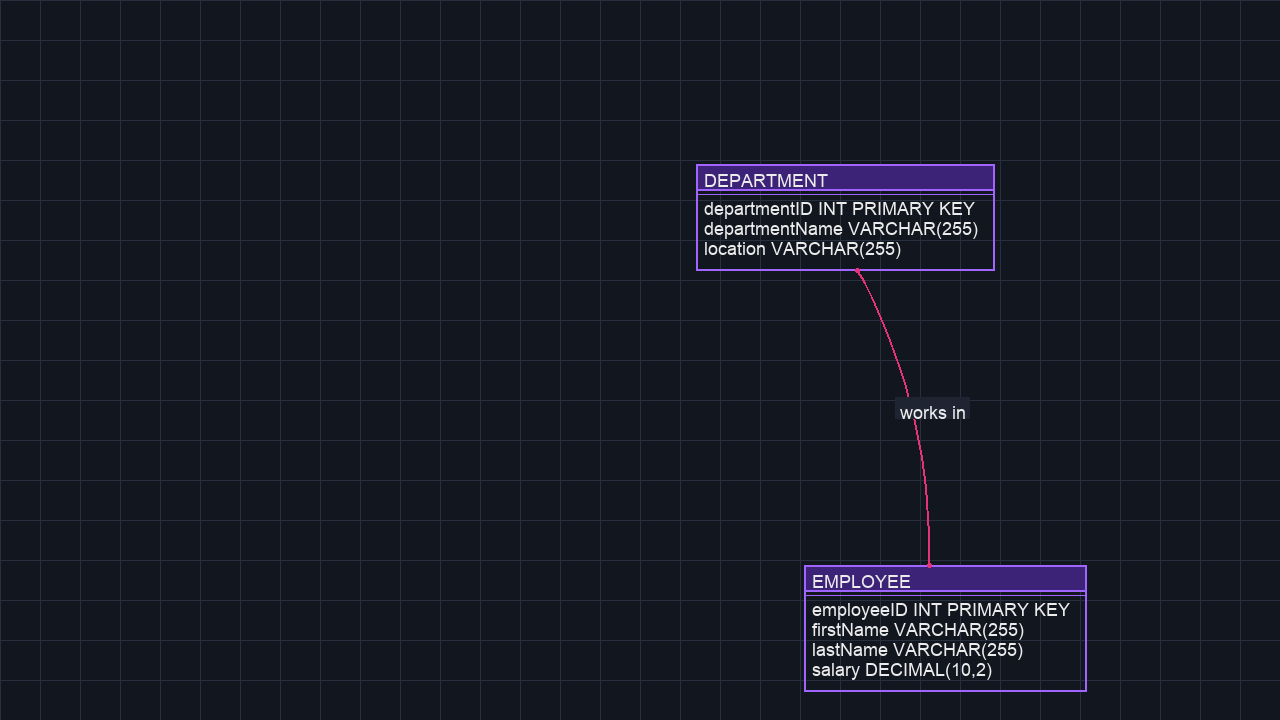 DEPARTMENT
departmentID INT PRIMARY KEY
departmentName VARCHAR(255)
location VARCHAR(255)
works in
EMPLOYEE
employeeID INT PRIMARY KEY
firstName VARCHAR(255)
lastName VARCHAR(255)
salary DECIMAL(10,2)